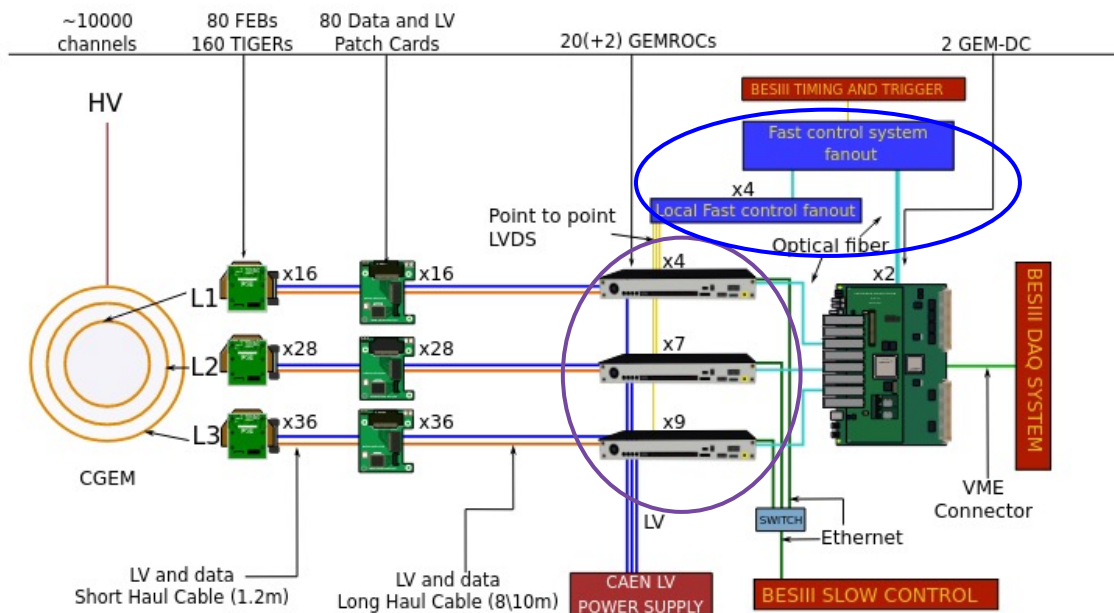 ~10000
channels
80 FEBs
160 TIGERs
80 Data and LV
Patch Cards
20(+2) GEMROCs
2 GEM-DC
HV
BESIII TIMING AND TRIGGER
Fast control system
fanout
x4
Local Fast control fanout
Point to point
LVDS
Optical fiber
x16
x16
x4
x2
L1
x28
x28
x7
L2
x36
x36
x9
L3
CGEM
BESIII DAQ SYSTEM
VME
Connector
LV
SWITCH
Ethernet
LV and data
Short Haul Cable (1.2m)
LV and data
Long Haul Cable (8\10m)
CAEN LV
POWER SUPPLY
BESIII SLOW CONTROL